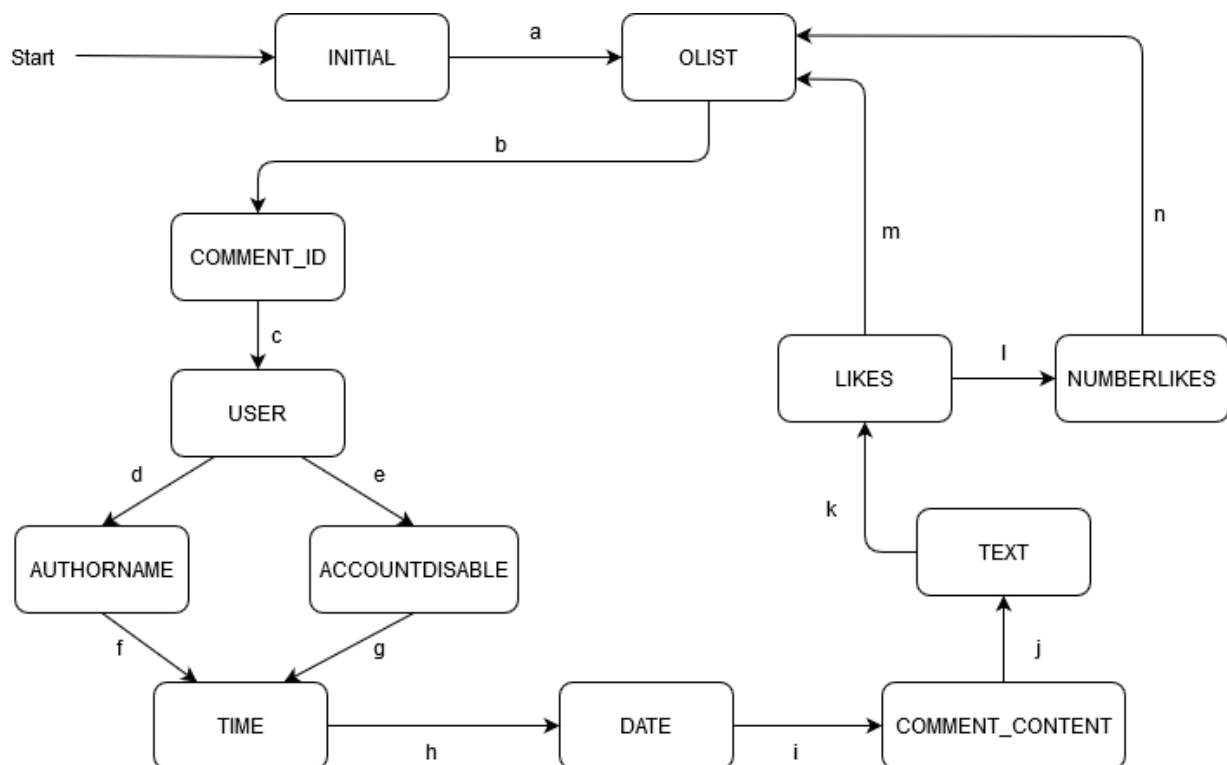 Start
INITIAL
a
OLIST
b
COMMENT_ID
c
USER
d
e
AUTHORNAME
ACCOUNTDISABLE
f
g
TIME
h
DATE
i
COMMENT_CONTENT
j
TEXT
k
LIKES
l
NUMBERLIKES
m
n